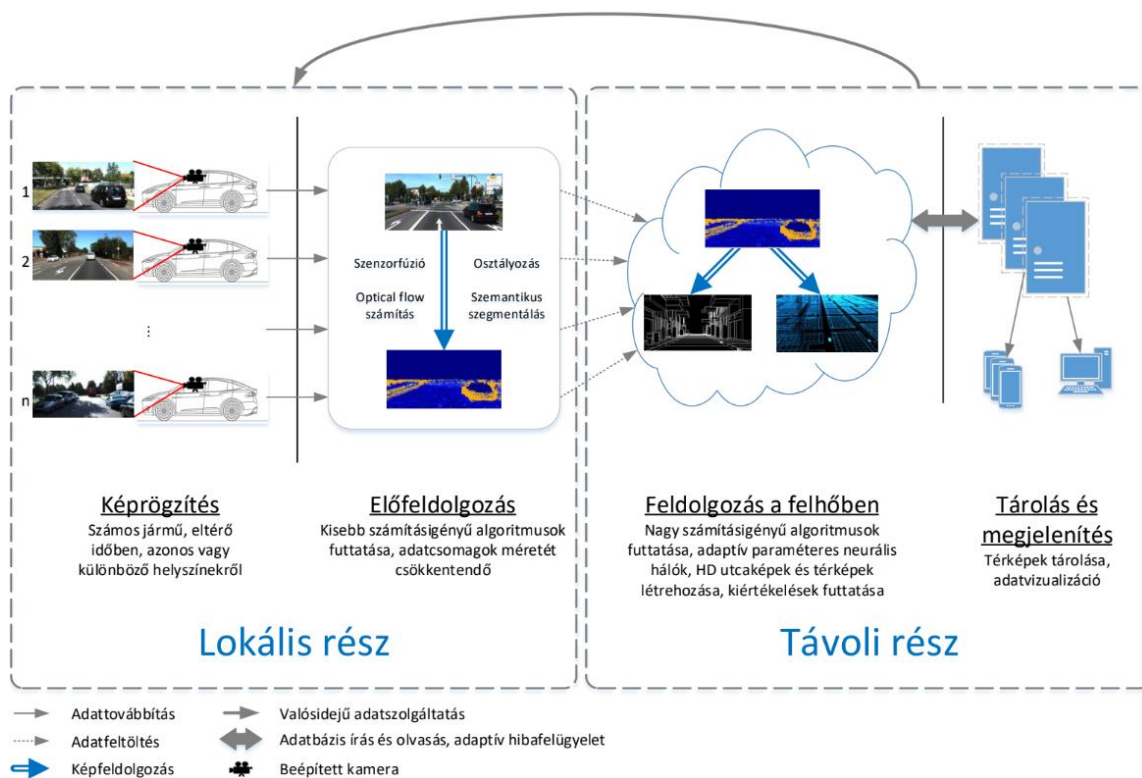 1
2
⋮
n
Szenzorfúzió
Osztályozás
Optical flow
számítás
Szemantikus
szegmentálás
Képrögzítés
Számos jármű, eltérő
időben, azonos vagy
különböző helyszínekről
Előfeldolgozás
Kisebb számításigényű algoritmusok
futtatása, adatcsomagok méretét
csökkentendő
Feldolgozás a felhőben
Nagy számításigényű algoritmusok
futtatása, adaptív paraméteres neurális
hálók, HD utcaképek és térképek
létrehozása, kiértékelések futtatása
Tárolás és
megjelenítés
Térképek tárolása,
adatvizualizáció
Lokális rész
Távoli rész
Adattovábbítás
Adatfeltöltés
Képfeldolgozás
Valósidejű adatszolgáltatás
Adatbázis írás és olvasás, adaptív hibafelügyelet
Beépített kamera